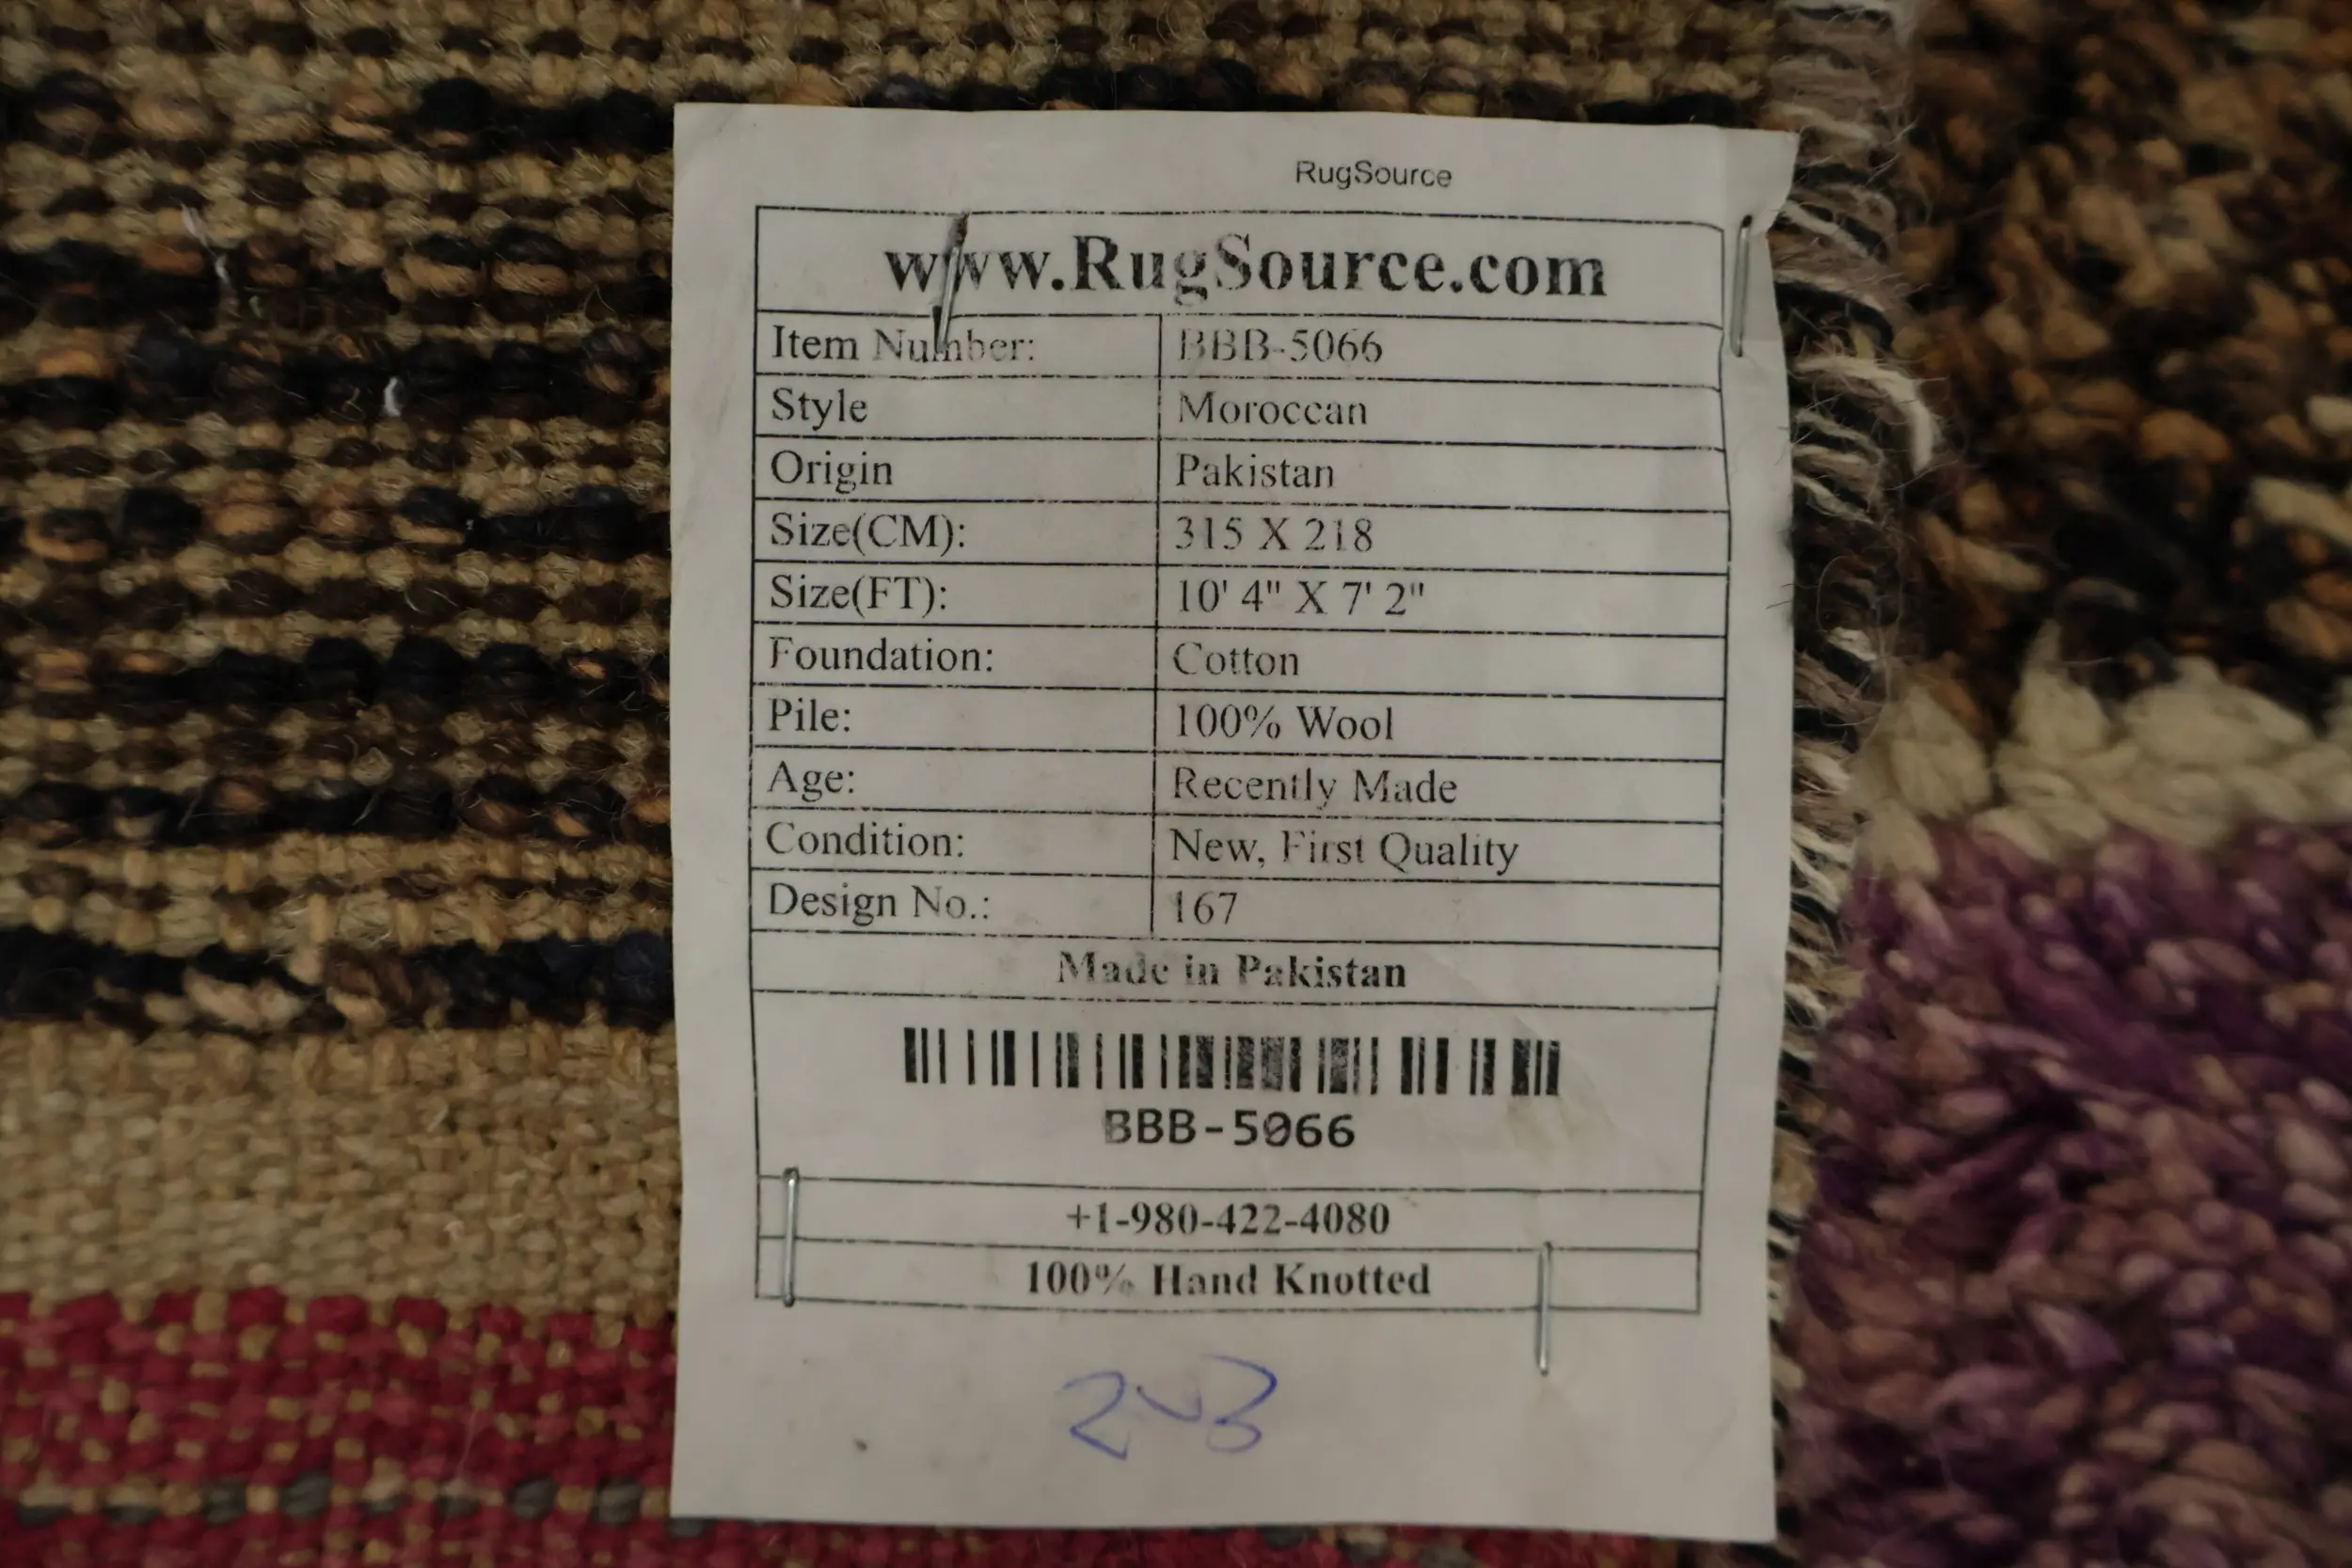 RugSource
www.RugSource.com
Item Number: BBB-5066
Style Moroccan
Origin Pakistan
Size(CM): 315 X 218
Size(FT): 10' 4" X 7' 2"
Foundation: Cotton
Pile: 100% Wool
Age: Recently Made
Condition: New, First Quality
Design No.: 167
Made in Pakistan
BBB-5066
+1-980-422-4080
100% Hand Knotted